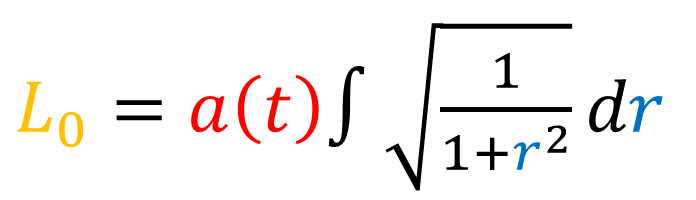 L₀ = a(t)∫ √(1/(1+r²)) dr